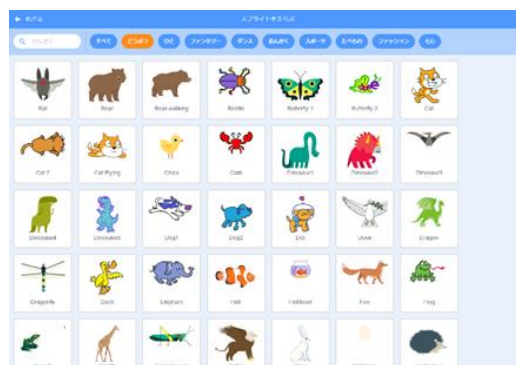 もどる スプライトをえらぶ
けんさく すべて どうぶつ ひと ファンタジー ダンス おんがく スポーツ たべもの ファッション もじ
Bat Bear Bear-walking Beetle Butterfly 1 Butterfly 2 Cat
Cat 2 Cat Flying Chick Crab Dinosaur1 Dinosaur2 Dinosaur3
Dinosaur4 Dinosaur5 Dog1 Dog2 Dot Dove Dragon
Dragonfly Duck Elephant Fish Fishbowl Fox Frog